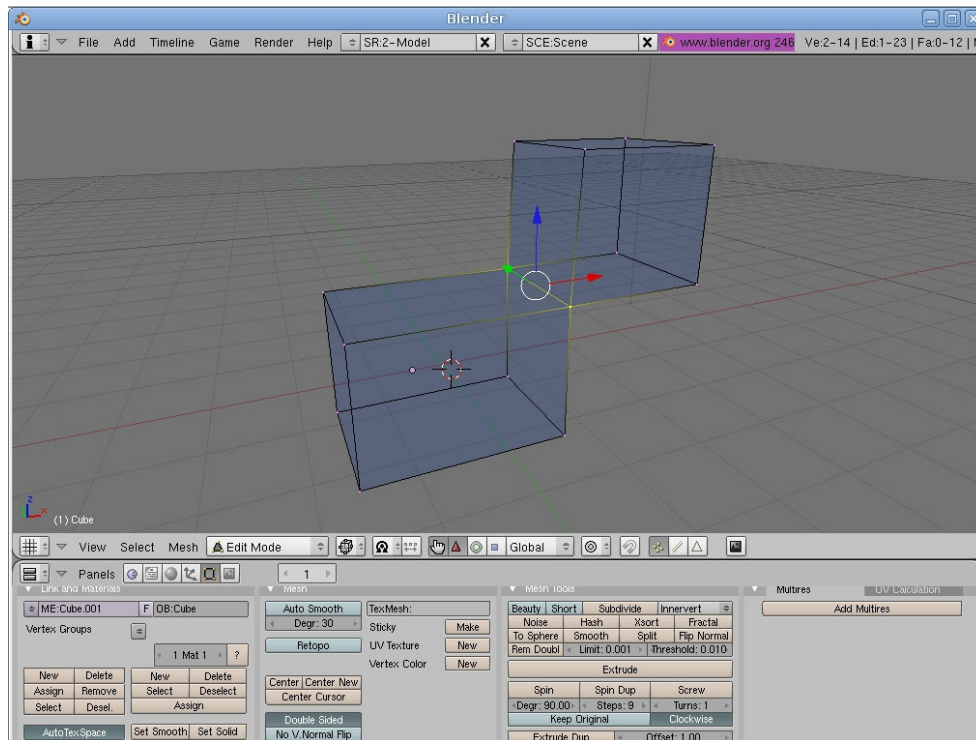 Blender
File Add Timeline Game Render Help SR:2-Model X SCE:Scene X www.blender.org 246 Ve:2-14 | Ed:1-23 | Fa:0-12 |
z
x
(1) Cube
View Select Mesh Edit Mode Global
Panels 1
Link and Materials Mesh Mesh Tools Multires UV Calculation
ME:Cube.001 F OB:Cube
Vertex Groups
1 Mat 1 ?
New Delete New Delete
Assign Remove Select Deselect
Select Desel. Assign
AutoTexSpace Set Smooth Set Solid
Auto Smooth TexMesh:
Degr: 30 Sticky Make
Retopo UV Texture New
Vertex Color New
Center Center New
Center Cursor
Double Sided
No V.Normal Flip
Beauty Short Subdivide Innervert
Noise Hash Xsort Fractal
To Sphere Smooth Split Flip Normal
Rem Doubl Limit: 0.001 Threshold: 0.010
Extrude
Spin Spin Dup Screw
Degr: 90.00 Steps: 9 Turns: 1
Keep Original Clockwise
Extrude Dup Offset: 1.00
Add Multires